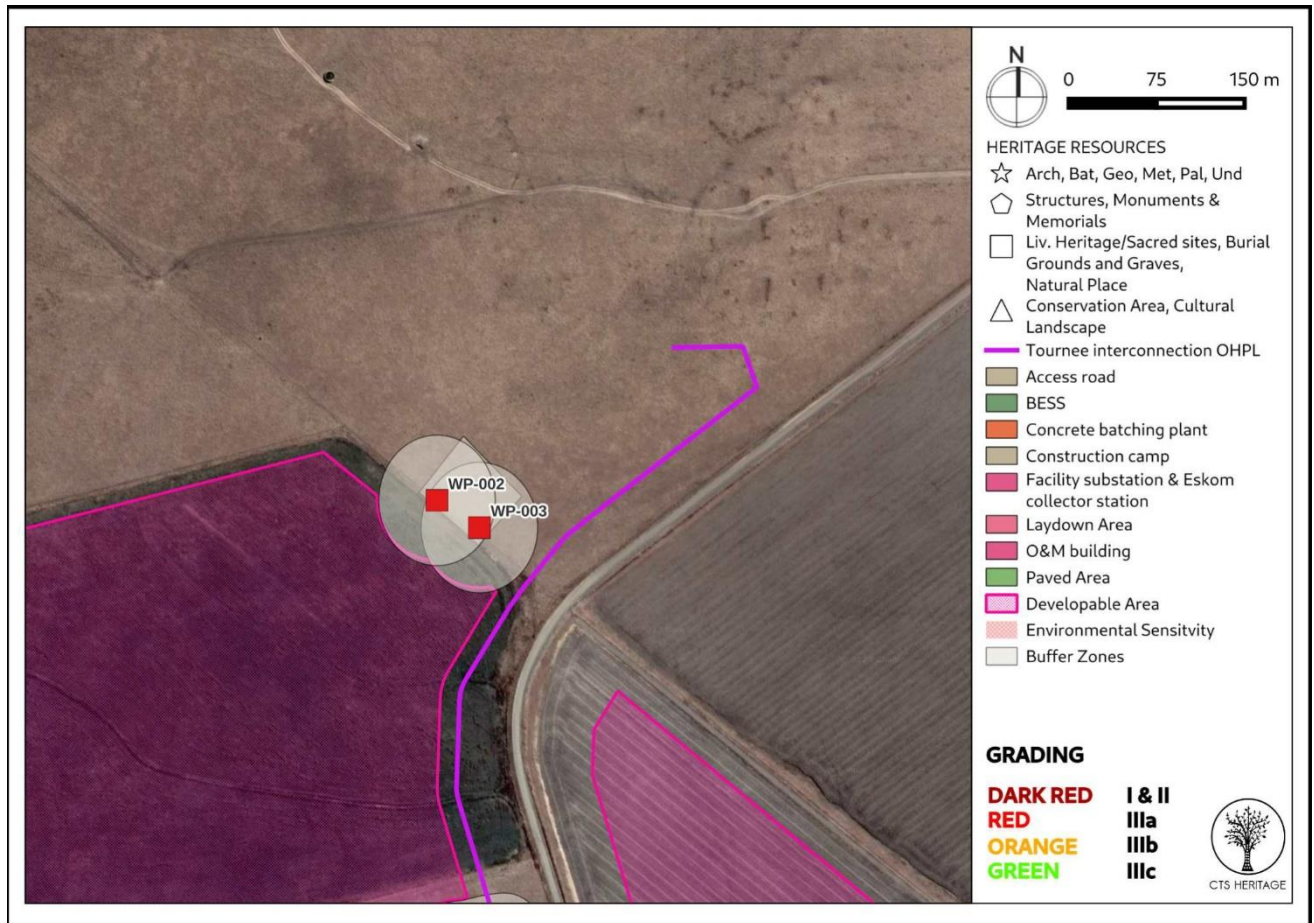 WP-002
WP-003
N
0 75 150 m
HERITAGE RESOURCES
Arch, Bat, Geo, Met, Pal, Und
Structures, Monuments &
Memorials
Liv. Heritage/Sacred sites, Burial
Grounds and Graves,
Natural Place
Conservation Area, Cultural
Landscape
Tournee interconnection OHPL
Access road
BESS
Concrete batching plant
Construction camp
Facility substation & Eskom
collector station
Laydown Area
O&M building
Paved Area
Developable Area
Environmental Sensitvity
Buffer Zones
GRADING
DARK RED I & II
RED IIIa
ORANGE IIIb
GREEN IIIc
CTS HERITAGE